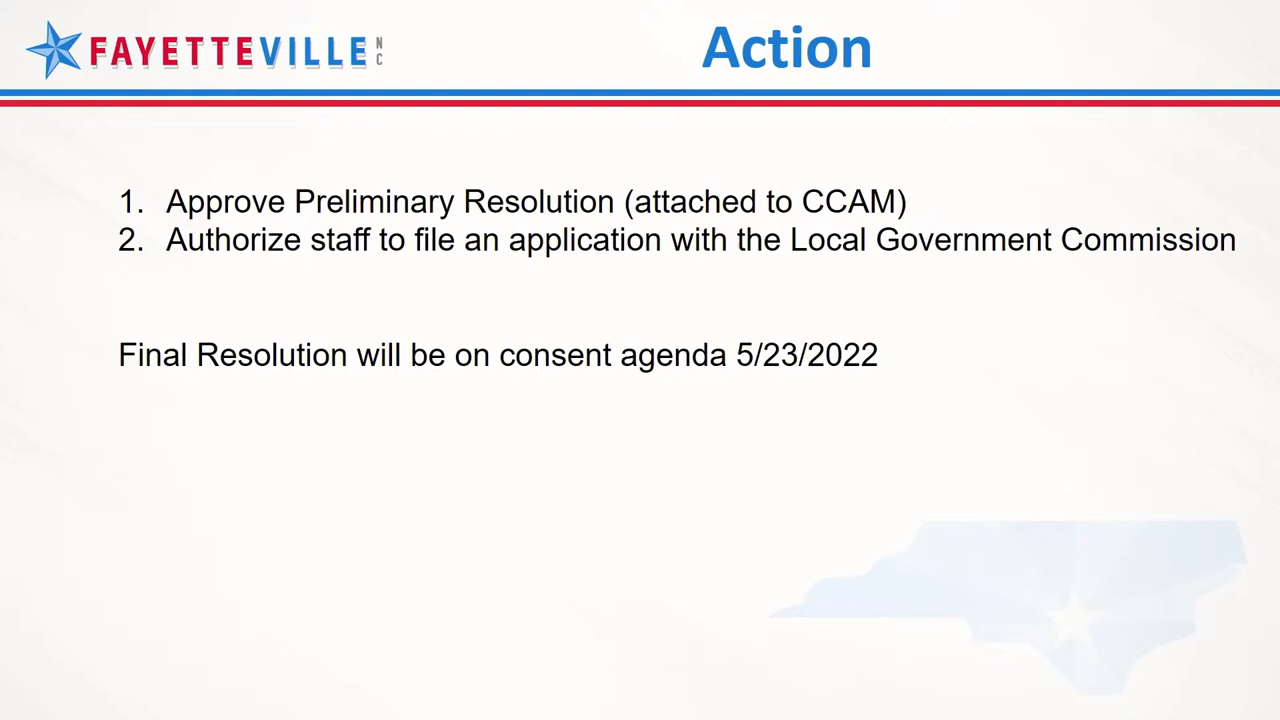 FAYETTEVILLE NC
Action
1. Approve Preliminary Resolution (attached to CCAM)
2. Authorize staff to file an application with the Local Government Commission
Final Resolution will be on consent agenda 5/23/2022